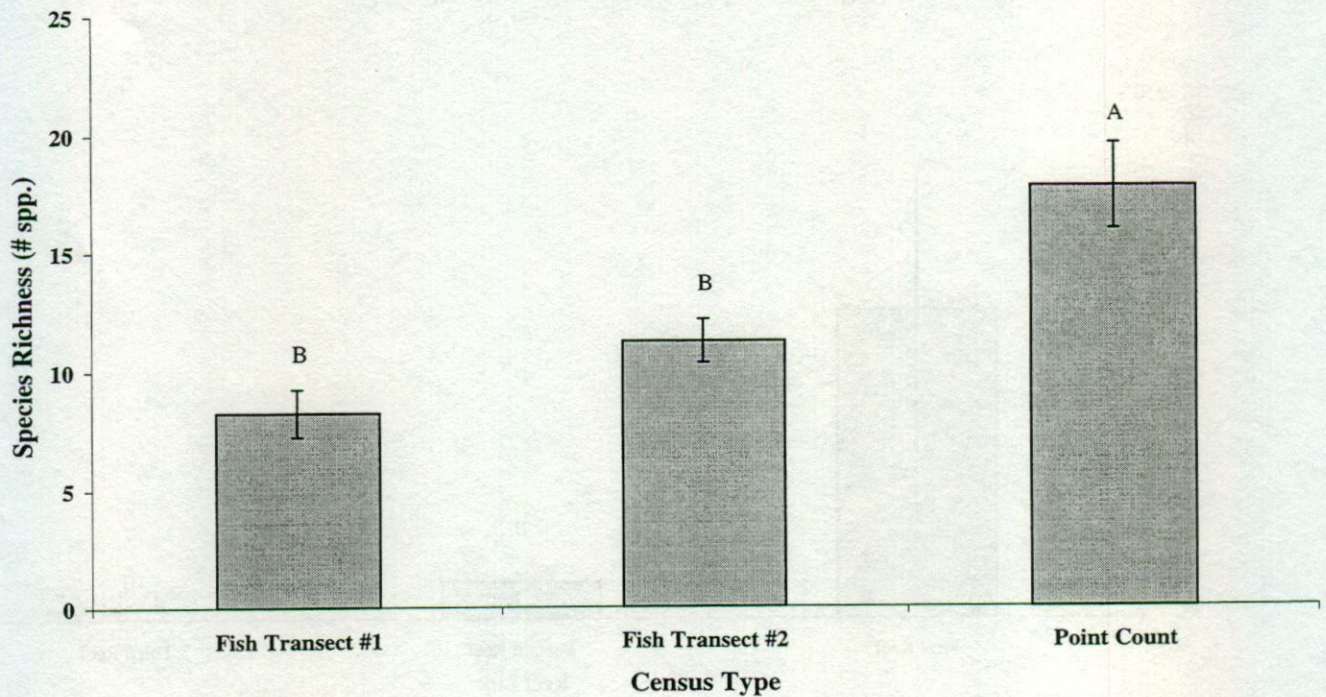 25
20
15
10
5
0
Species Richness (# spp.)
B
B
A
Fish Transect #1
Fish Transect #2
Point Count
Census Type